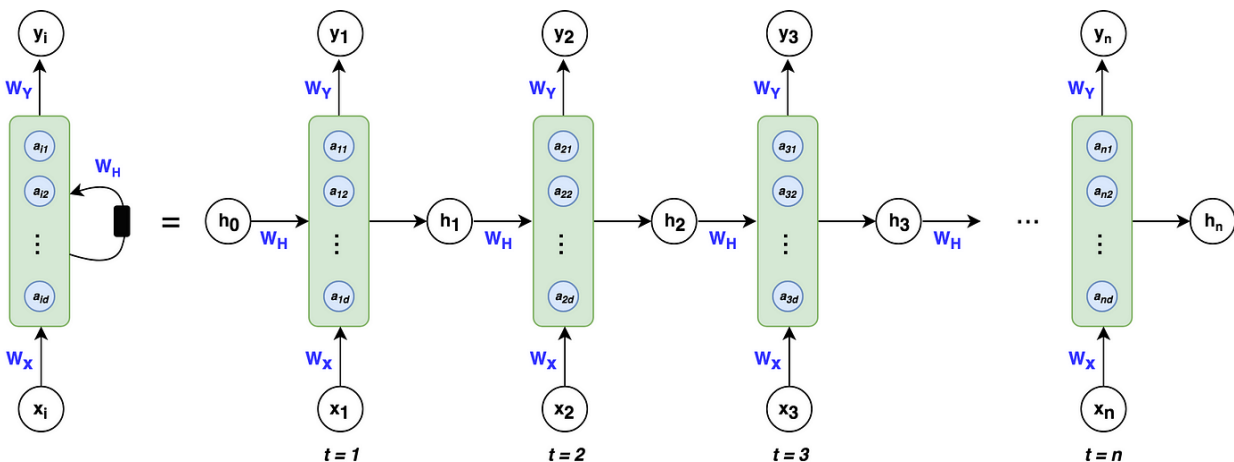 yi y1 y2 y3 yn
WY WY WY WY WY
ai1 a11 a21 a31 an1
WH
ai2 a12 a22 a32 an2
= h0 h1 h2 h3 ... hn
WH WH WH WH
⋮ ⋮ ⋮ ⋮ ⋮
aid a1d a2d a3d and
WX WX WX WX WX
xi x1 x2 x3 xn
t = 1 t = 2 t = 3 t = n